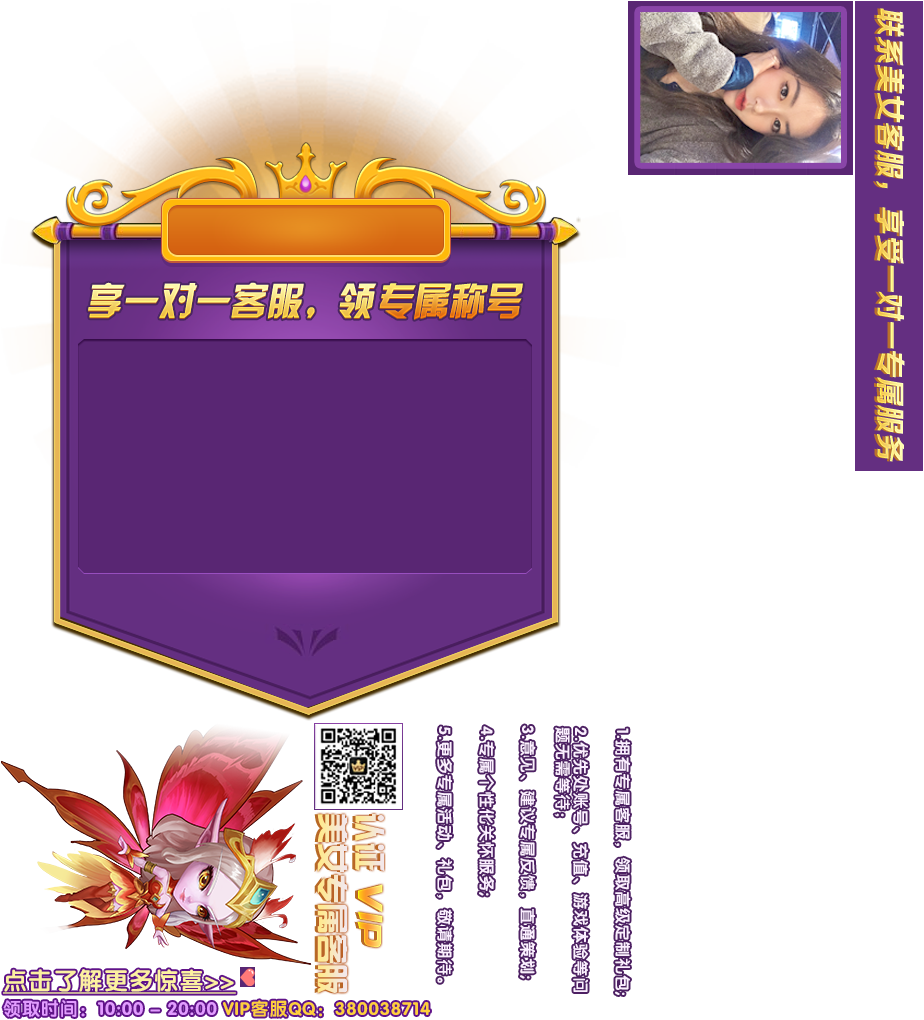 享一对一客服，领专属称号
联系美女客服，享受一对一专属服务
认证 VIP
美女专属客服
1.拥有专属客服，领取高级定制礼包；
2.优先处账号、充值、游戏体验等问
题无需等待；
3.意见、建议专属反馈，直通策划；
4.专属个性化关怀服务；
5.更多专属活动、礼包，敬请期待。
点击了解更多惊喜>>
领取时间：10:00 – 20:00 VIP客服QQ：380038714